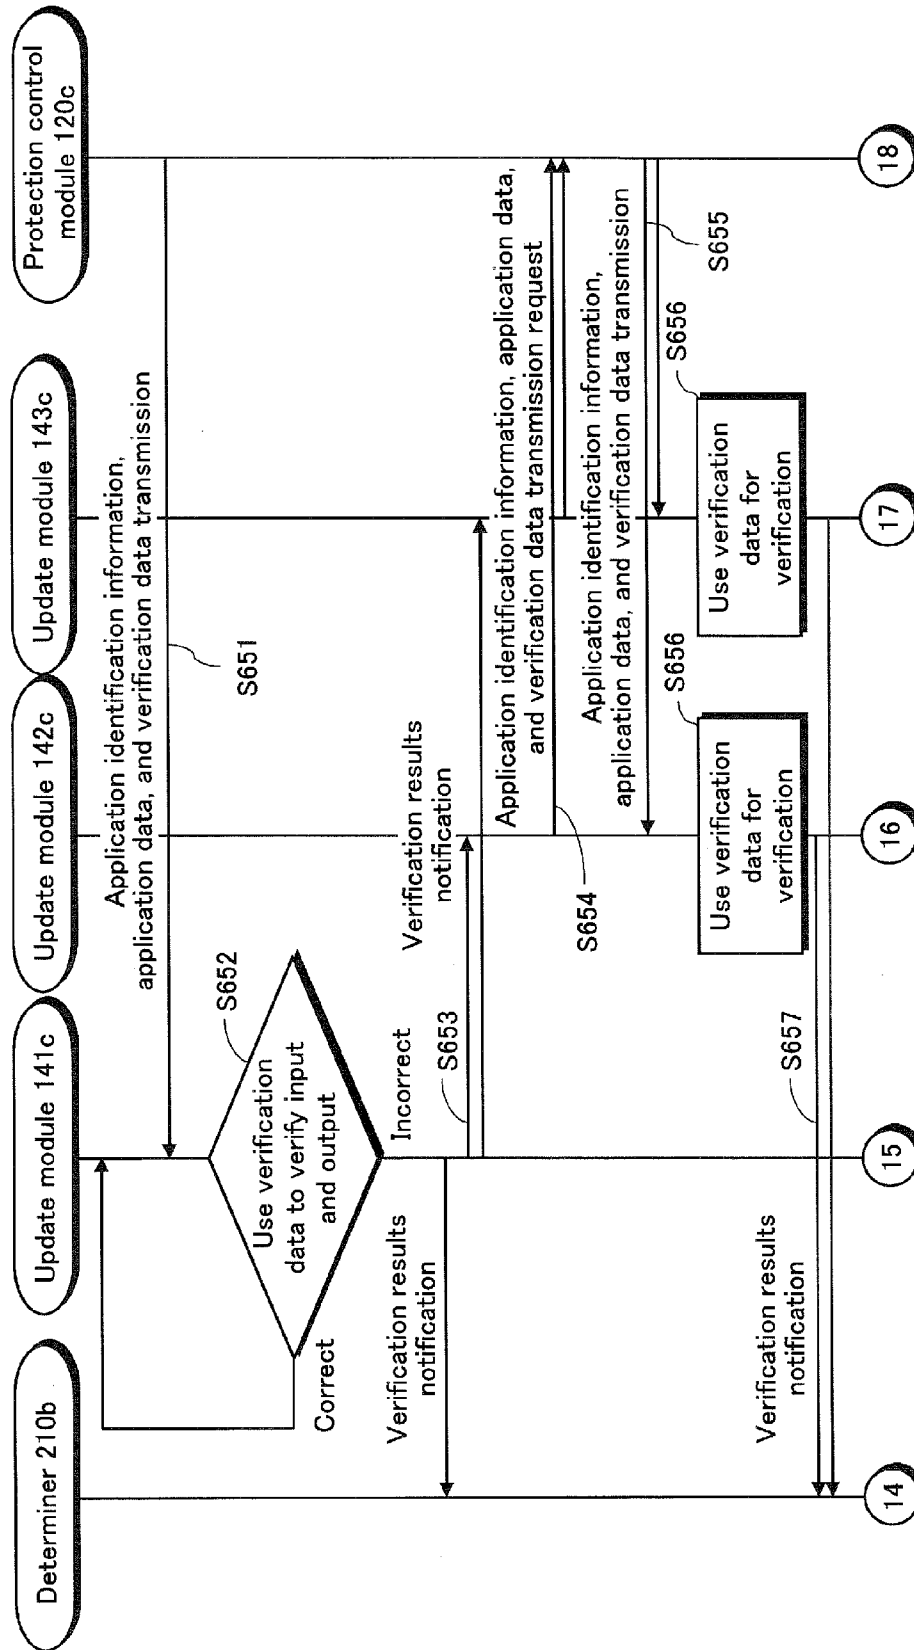 Determiner 210b
Update module 141c
Update module 142c
Update module 143c
Protection control
module 120c
Application identification information,
application data, and verification data transmission
S651
Use verification
data to verify input
and output
S652
Correct
Incorrect
Verification results
notification
S653
Verification results
notification
Application identification information, application data,
and verification data transmission request
S654
Application identification information,
application data, and verification data transmission
S655
Use verification
data for
verification
S656
Use verification
data for
verification
S656
Verification results
notification
S657
14
15
16
17
18